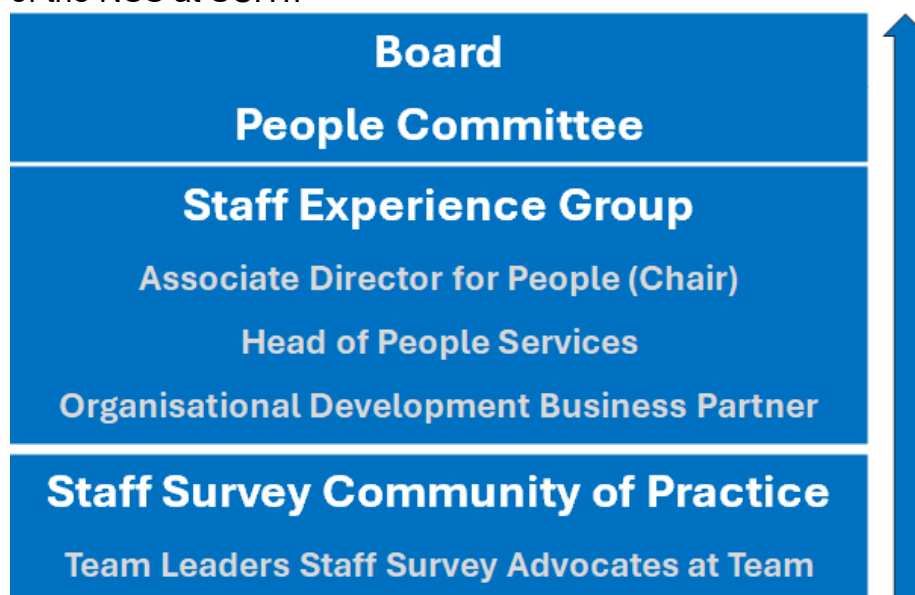 Board
People Committee
Staff Experience Group
Associate Director for People (Chair)
Head of People Services
Organisational Development Business Partner
Staff Survey Community of Practice
Team Leaders Staff Survey Advocates at Team